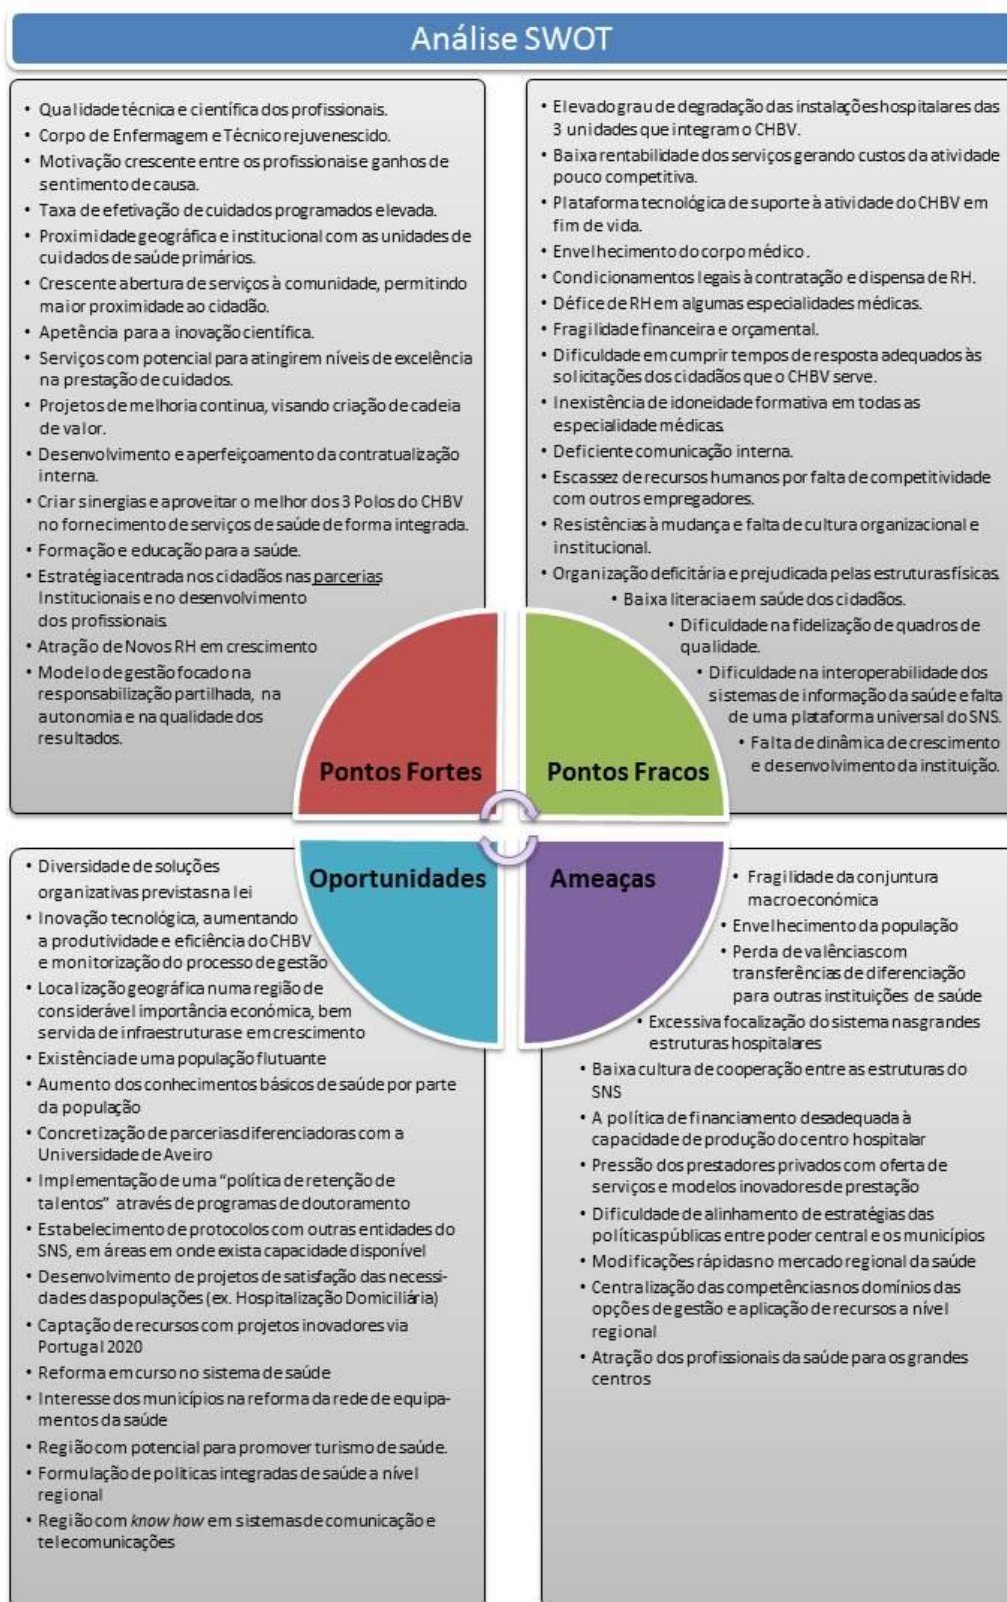 Análise SWOT
• Qualidade técnica e científica dos profissionais.
• Corpo de Enfermagem e Técnico rejuvenescido.
• Motivação crescente entre os profissionais e ganhos de
sentimento de causa.
• Taxa de efetivação de cuidados programados elevada.
• Proximidade geográfica e institucional com as unidades de
cuidados de saúde primários.
• Crescente abertura de serviços à comunidade, permitindo
maior proximidade ao cidadão.
• Apetência para a inovação científica.
• Serviços com potencial para atingirem níveis de excelência
na prestação de cuidados.
• Projetos de melhoria continua, visando criação de cadeia
de valor.
• Desenvolvimento e aperfeiçoamento da contratualização
interna.
• Criar sinergias e aproveitar o melhor dos 3 Polos do CHBV
no fornecimento de serviços de saúde de forma integrada.
• Formação e educação para a saúde.
• Estratégia centrada nos cidadãos nas parcerias
Institucionais e no desenvolvimento
dos profissionais.
• Atração de Novos RH em crescimento
• Modelo de gestão focado na
responsabilização partilhada, na
autonomia e na qualidade dos
resultados.
Pontos Fortes
• Elevado grau de degradação das instalações hospitalares das
3 unidades que integram o CHBV.
• Baixa rentabilidade dos serviços gerando custos da atividade
pouco competitiva.
• Plataforma tecnológica de suporte à atividade do CHBV em
fim de vida.
• Envelhecimento do corpo médico.
• Condicionamentos legais à contratação e dispensa de RH.
• Défice de RH em algumas especialidades médicas.
• Fragilidade financeira e orçamental.
• Dificuldade em cumprir tempos de resposta adequados às
solicitações dos cidadãos que o CHBV serve.
• Inexistência de idoneidade formativa em todas as
especialidade médicas.
• Deficiente comunicação interna.
• Escassez de recursos humanos por falta de competitividade
com outros empregadores.
• Resistências à mudança e falta de cultura organizacional e
institucional.
• Organização deficitária e prejudicada pelas estruturas físicas.
• Baixa literacia em saúde dos cidadãos.
• Dificuldade na fidelização de quadros de
qualidade.
• Dificuldade na interoperabilidade dos
sistemas de informação da saúde e falta
de uma plataforma universal do SNS.
• Falta de dinâmica de crescimento
e desenvolvimento da instituição.
Pontos Fracos
• Diversidade de soluções
organizativas previstas na lei
• Inovação tecnológica, aumentando
a produtividade e eficiência do CHBV
e monitorização do processo de gestão
• Localização geográfica numa região de
considerável importância económica, bem
servida de infraestruturas e em crescimento
• Existência de uma população flutuante
• Aumento dos conhecimentos básicos de saúde por parte
da população
• Concretização de parcerias diferenciadoras com a
Universidade de Aveiro
• Implementação de uma "política de retenção de
talentos" através de programas de doutoramento
• Estabelecimento de protocolos com outras entidades do
SNS, em áreas em onde exista capacidade disponível
• Desenvolvimento de projetos de satisfação das necessi-
dades das populações (ex. Hospitalização Domiciliária)
• Captação de recursos com projetos inovadores via
Portugal 2020
• Reforma em curso no sistema de saúde
• Interesse dos municípios na reforma da rede de equipa-
mentos da saúde
• Região com potencial para promover turismo de saúde.
• Formulação de politicas integradas de saúde a nível
regional
• Região com know how em sistemas de comunicação e
telecomunicações
Oportunidades
Ameaças
• Fragilidade da conjuntura
macroeconómica
• Envelhecimento da população
• Perda de valências com
transferências de diferenciação
para outras instituições de saúde
• Excessiva focalização do sistema nas grandes
estruturas hospitalares
• Baixa cultura de cooperação entre as estruturas do
SNS
• A política de financiamento desadequada à
capacidade de produção do centro hospitalar
• Pressão dos prestadores privados com oferta de
serviços e modelos inovadores de prestação
• Dificuldade de alinhamento de estratégias das
políticas públicas entre poder central e os municípios
• Modificações rápidas no mercado regional da saúde
• Centralização das competências nos domínios das
opções de gestão e aplicação de recursos a nível
regional
• Atração dos profissionais da saúde para os grandes
centros